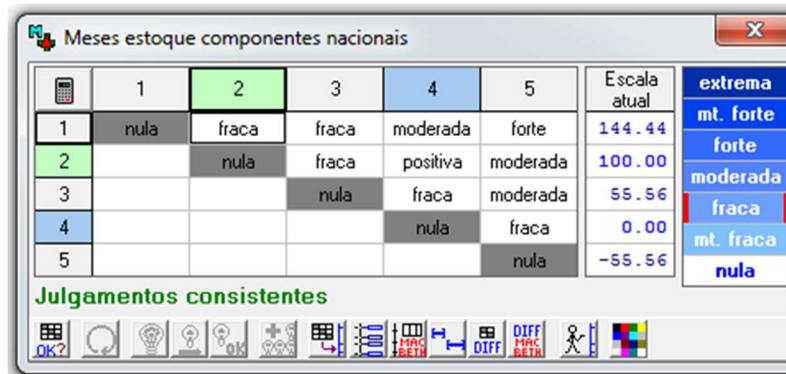 Meses estoque componentes nacionais
1 2 3 4 5 Escala atual
1 nula fraca fraca moderada forte 144.44
2 nula fraca positiva moderada 100.00
3 nula fraca moderada 55.56
4 nula fraca 0.00
5 nula -55.56
extrema
mt. forte
forte
moderada
fraca
mt. fraca
nula
Julgamentos consistentes
OK? OK MAC BETH DIFF DIFF MAC BETH